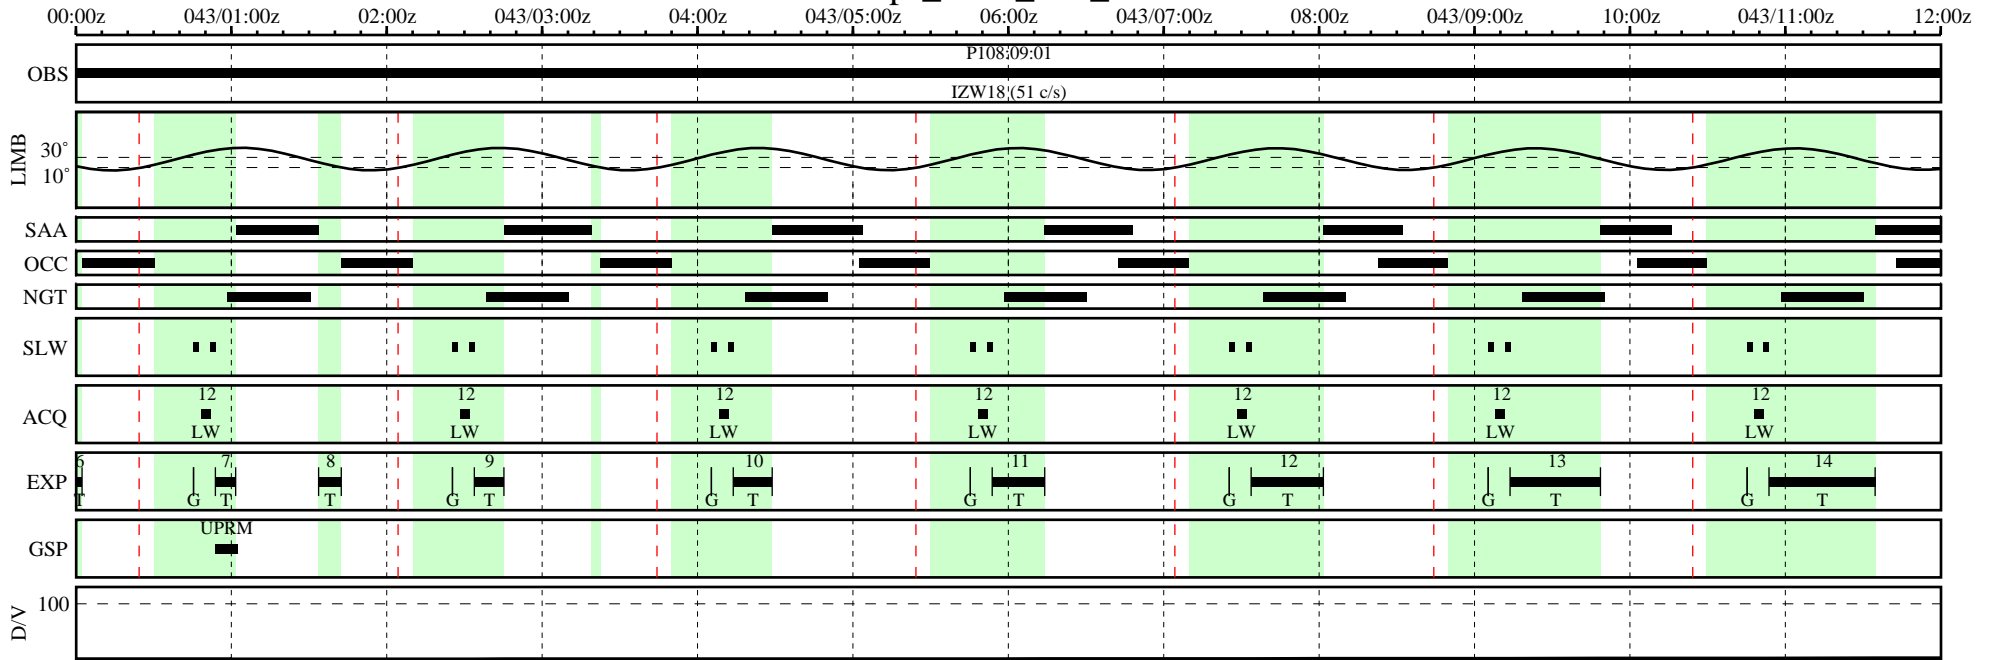 00:00z 043/01:00z 02:00z 043/03:00z 04:00z 043/05:00z 06:00z 043/07:00z 08:00z 043/09:00z 10:00z 043/11:00z 12:00z
P108:09:01
OBS
IZW18 (51 c/s)
LIMB
30°
10°
SAA
OCC
NGT
SLW
12 12 12 12 12 12 12
ACQ
LW LW LW LW LW LW LW
6 7 8 9 10 11 12 13 14
EXP
T G T T G T G T G T G T G T G T
UPRM
GSP
100
D/V